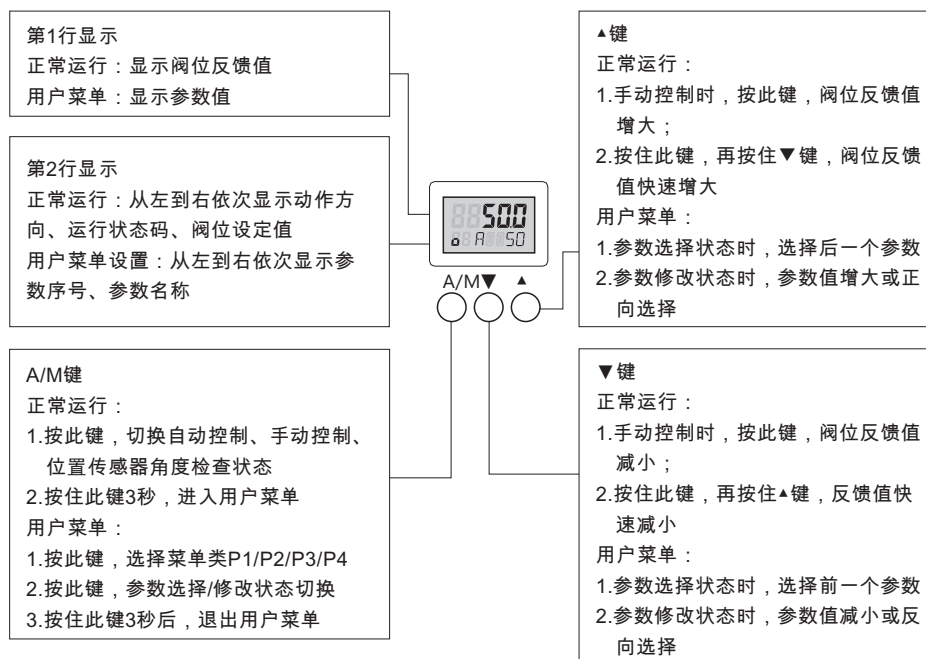 第1行显示
正常运行：显示阀位反馈值
用户菜单：显示参数值
第2行显示
正常运行：从左到右依次显示动作方
向、运行状态码、阀位设定值
用户菜单设置：从左到右依次显示参
数序号、参数名称
A/M键
正常运行：
1.按此键，切换自动控制、手动控制、
位置传感器角度检查状态
2.按住此键3秒，进入用户菜单
用户菜单：
1.按此键，选择菜单类P1/P2/P3/P4
2.按此键，参数选择/修改状态切换
3.按住此键3秒后，退出用户菜单
50.0
A 50
A/M▼ ▲
▲键
正常运行：
1.手动控制时，按此键，阀位反馈值
增大；
2.按住此键，再按住▼键，阀位反馈
值快速增大
用户菜单：
1.参数选择状态时，选择后一个参数
2.参数修改状态时，参数值增大或正
向选择
▼键
正常运行：
1.手动控制时，按此键，阀位反馈值
减小；
2.按住此键，再按住▲键，反馈值快
速减小
用户菜单：
1.参数选择状态时，选择前一个参数
2.参数修改状态时，参数值减小或反
向选择